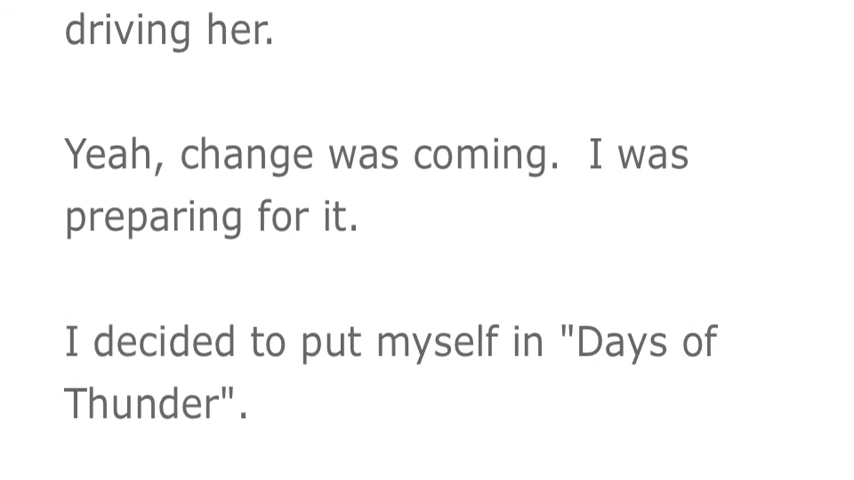 driving her.
Yeah, change was coming.  I was
preparing for it.
I decided to put myself in "Days of
Thunder".